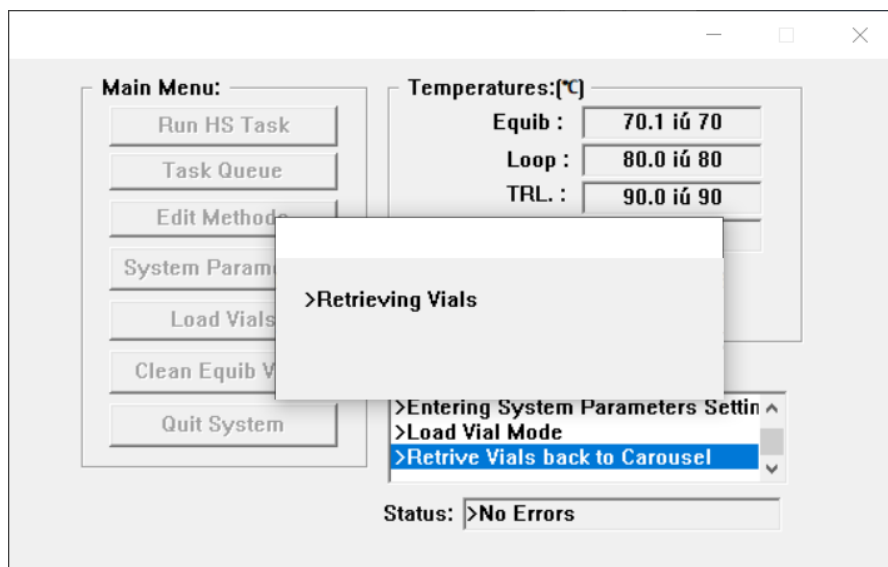 Main Menu:
Run HS Task
Task Queue
Edit Methods
System Param
Load Vials
Clean Equib V
Quit System
Temperatures:(℃)
Equib : 70.1 iú 70
Loop : 80.0 iú 80
TRL. : 90.0 iú 90
>Retrieving Vials
>Entering System Parameters Settin
>Load Vial Mode
>Retrive Vials back to Carousel
Status: >No Errors